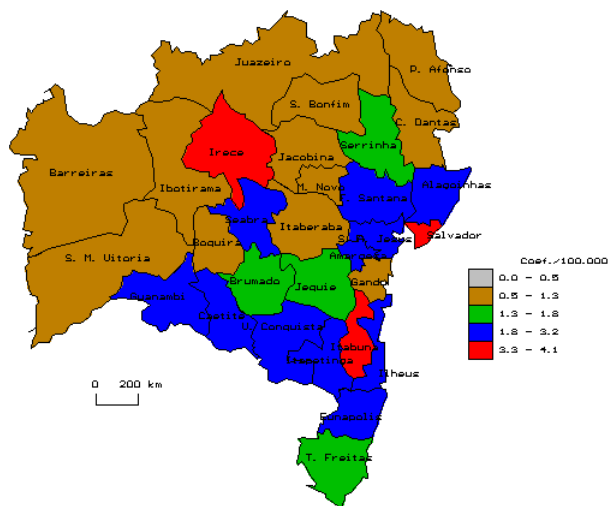 Juazeiro
P. Afonso
S. Bonfim
C. Dantas
Serrinha
Irece
Jacobina
Barreiras
M. Novo
Ibotirama
F. Santana
Alagoinhas
Seabra
Itaberaba
Boquira
S. A. Jesus
Salvador
S. M. Vitoria
Amargosa
Gandu
Brumado
Jequie
Guanambi
Caetite
V. Conquista
Itabuna
Itapetinga
Ilheus
Eunapolis
T. Freitas
0 200 km
Coef./100.000
0.0 - 0.5
0.5 - 1.3
1.3 - 1.8
1.8 - 3.2
3.3 - 4.1